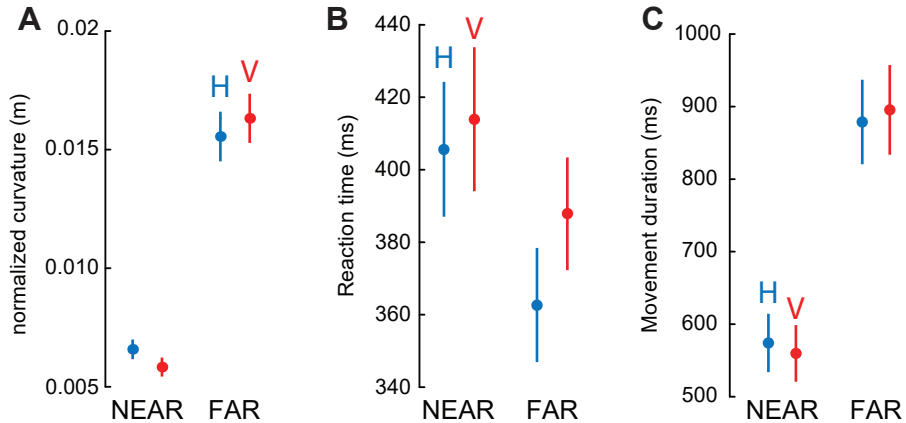 A
normalized curvature (m)
0.02
0.015
0.010
0.005
H
V
NEAR
FAR
B
Reaction time (ms)
440
420
400
380
360
340
H
V
NEAR
FAR
C
Movement duration (ms)
1000
900
800
700
600
500
H
V
NEAR
FAR